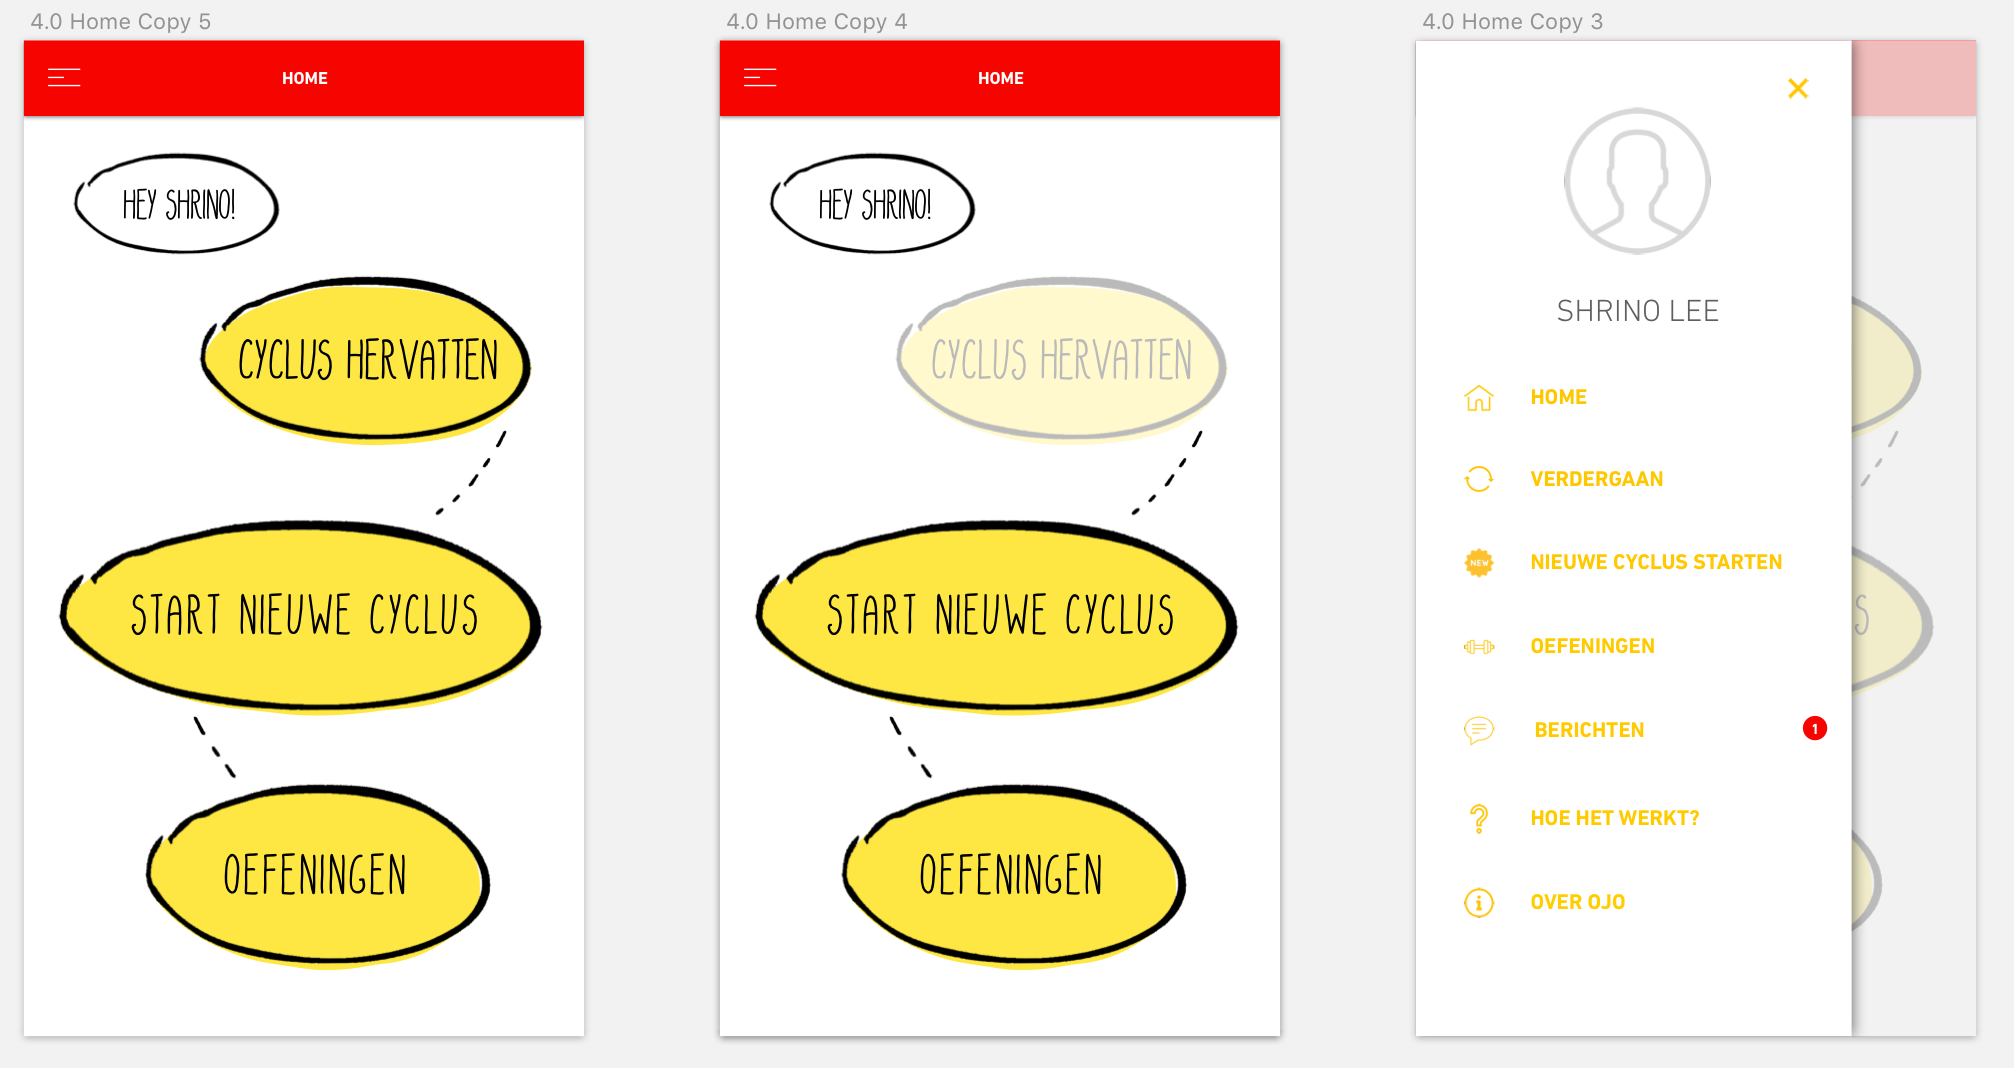 4.0 Home Copy 5
HOME
HEY SHRINO!
CYCLUS HERVATTEN
START NIEUWE CYCLUS
OEFENINGEN
4.0 Home Copy 4
HOME
HEY SHRINO!
CYCLUS HERVATTEN
START NIEUWE CYCLUS
OEFENINGEN
4.0 Home Copy 3
SHRINO LEE
HOME
VERDERGAAN
NEW NIEUWE CYCLUS STARTEN
OEFENINGEN
BERICHTEN 1
HOE HET WERKT?
OVER OJO
S